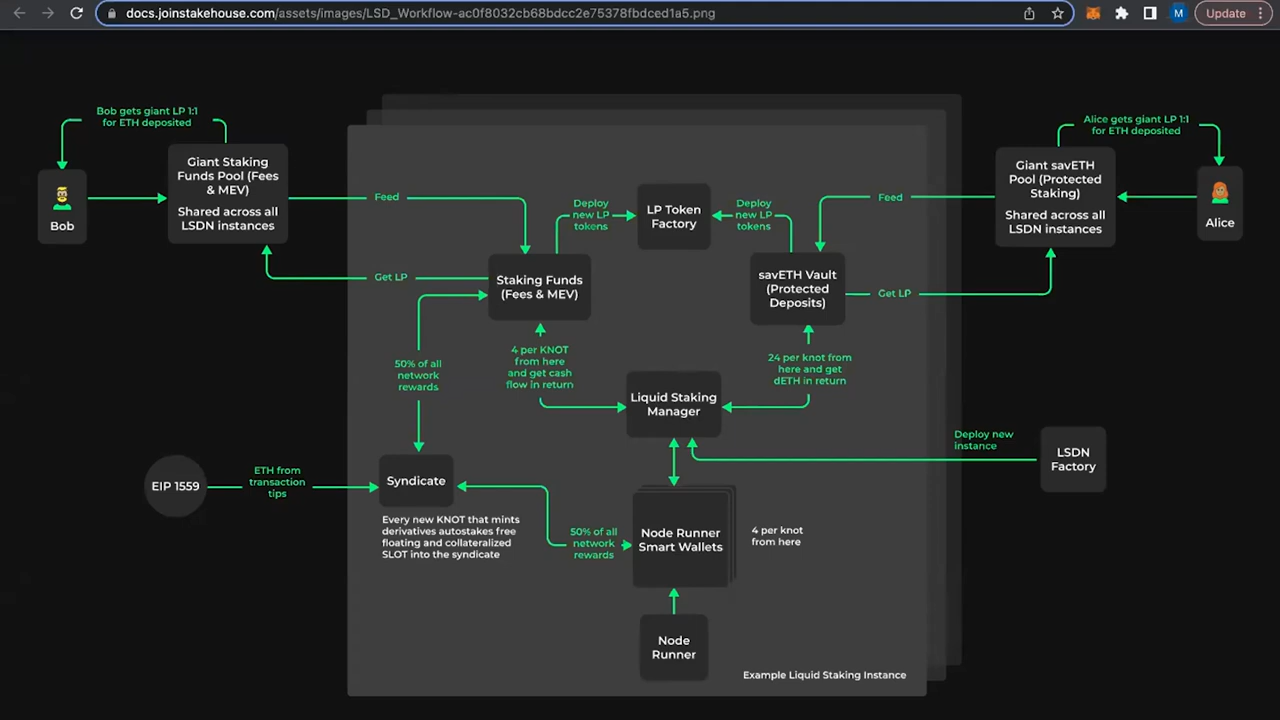 docs.joinstakehouse.com/assets/images/LSD_Workflow-ac0f8032cb68bdcc2e75378fbdced1a5.png
M
Update
Bob gets giant LP 1:1
for ETH deposited
Bob
Giant Staking
Funds Pool (Fees
& MEV)
Shared across all
LSDN instances
Feed
Get LP
Deploy
new LP
tokens
LP Token
Factory
Deploy
new LP
tokens
Feed
Get LP
Alice gets giant LP 1:1
for ETH deposited
Giant savETH
Pool (Protected
Staking)
Shared across all
LSDN instances
Alice
Staking Funds
(Fees & MEV)
savETH Vault
(Protected
Deposits)
50% of all
network
rewards
4 per KNOT
from here
and get cash
flow in return
24 per knot from
here and get
dETH in return
Liquid Staking
Manager
Deploy new
instance
LSDN
Factory
EIP 1559
ETH from
transaction
tips
Syndicate
Every new KNOT that mints
derivatives autostakes free
floating and collateralized
SLOT into the syndicate
50% of all
network
rewards
Node Runner
Smart Wallets
4 per knot
from here
Node
Runner
Example Liquid Staking Instance